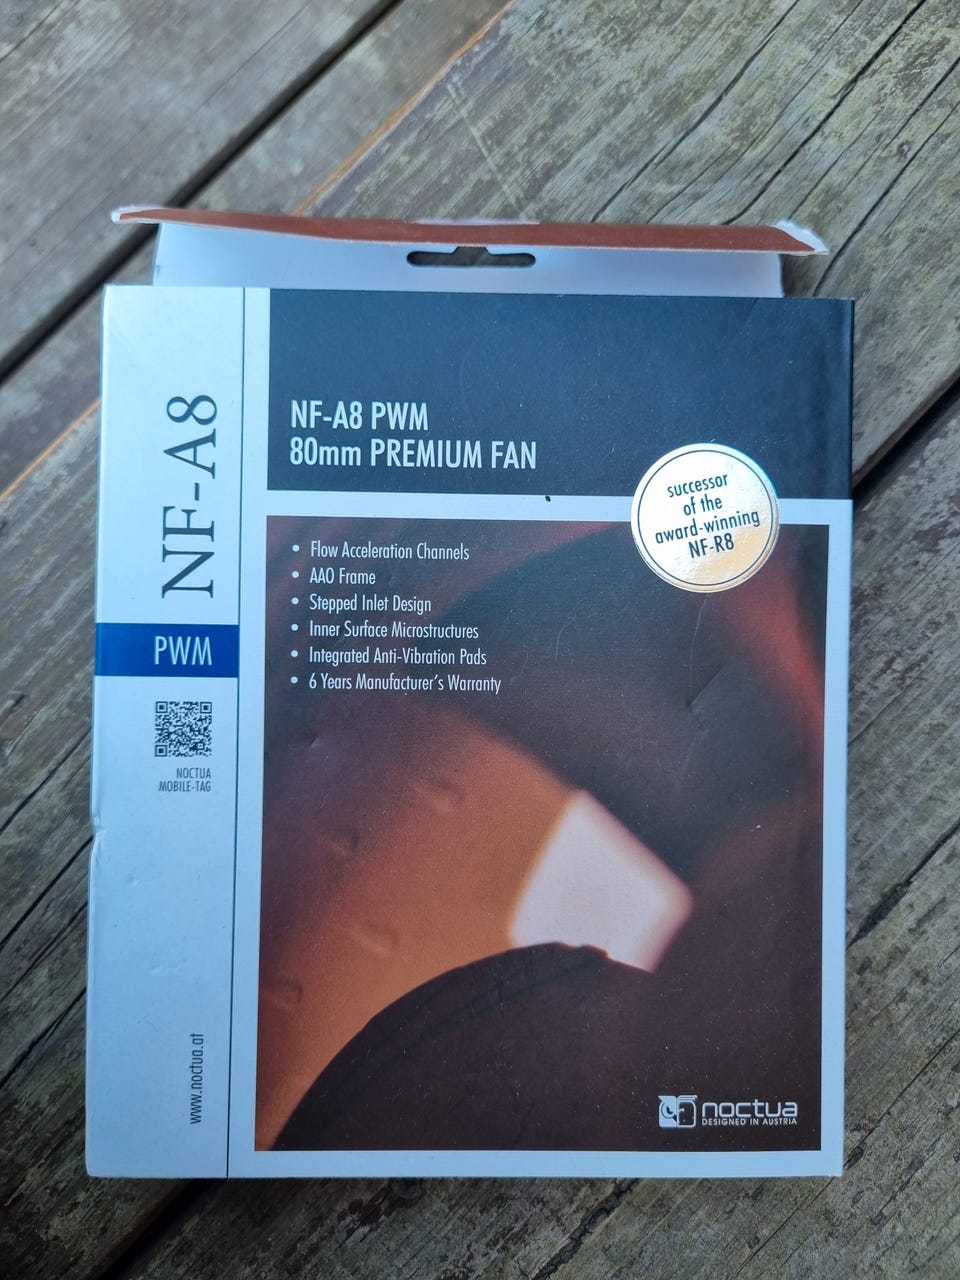 NF-A8
PWM
NOCTUA
MOBILE-TAG
www.noctua.at
NF-A8 PWM
80mm PREMIUM FAN
successor
of the
award-winning
NF-R8
• Flow Acceleration Channels
• AAO Frame
• Stepped Inlet Design
• Inner Surface Microstructures
• Integrated Anti-Vibration Pads
• 6 Years Manufacturer's Warranty
noctua
DESIGNED IN AUSTRIA